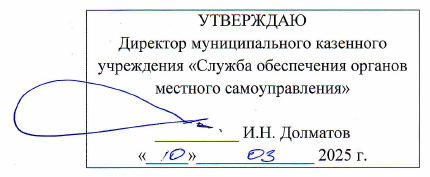 УТВЕРЖДАЮ
Директор муниципального казенного
учреждения «Служба обеспечения органов
местного самоуправления»
И.Н. Долматов
«10» 03 2025 г.